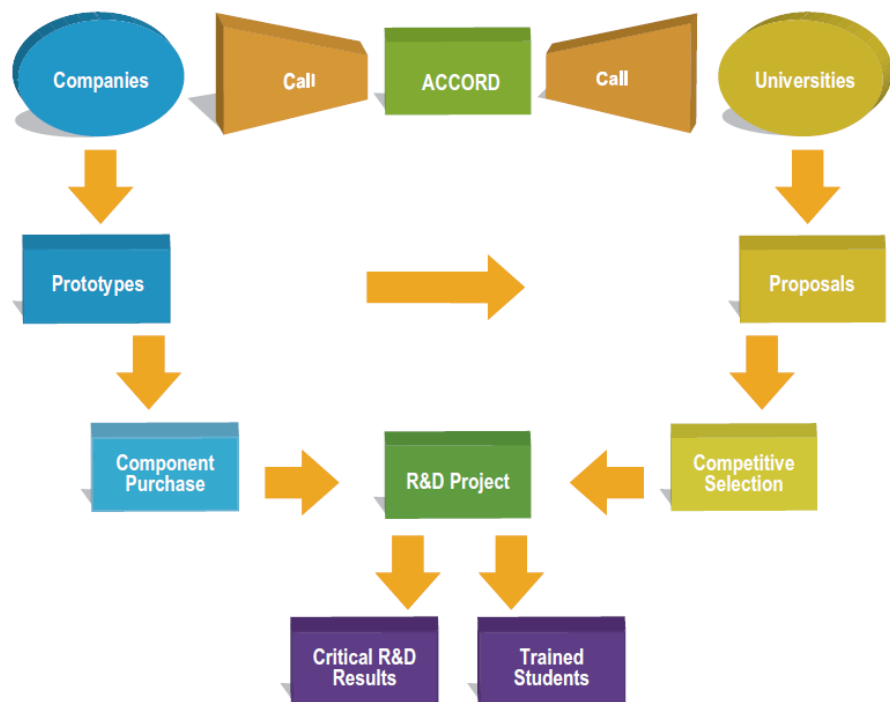 Companies
Call
ACCORD
Call
Universities
Prototypes
Proposals
Component
Purchase
R&D Project
Competitive
Selection
Critical R&D
Results
Trained
Students